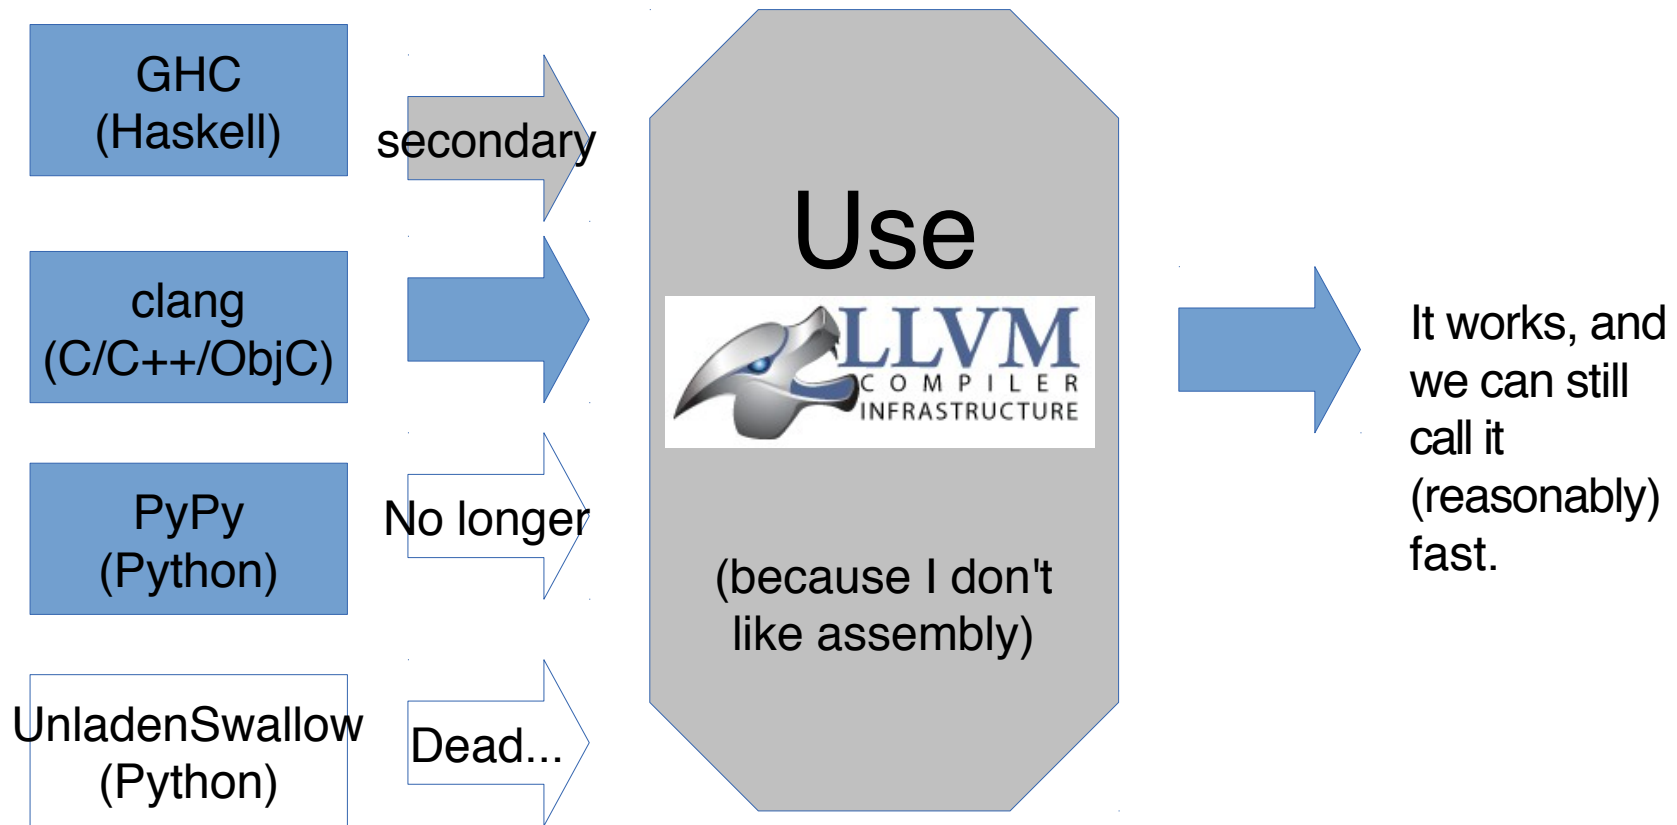 GHC
(Haskell)
secondary
clang
(C/C++/ObjC)
PyPy
(Python)
No longer
UnladenSwallow
(Python)
Dead...
Use
LLVM
COMPILER
INFRASTRUCTURE
(because I don't
like assembly)
It works, and
we can still
call it
(reasonably)
fast.